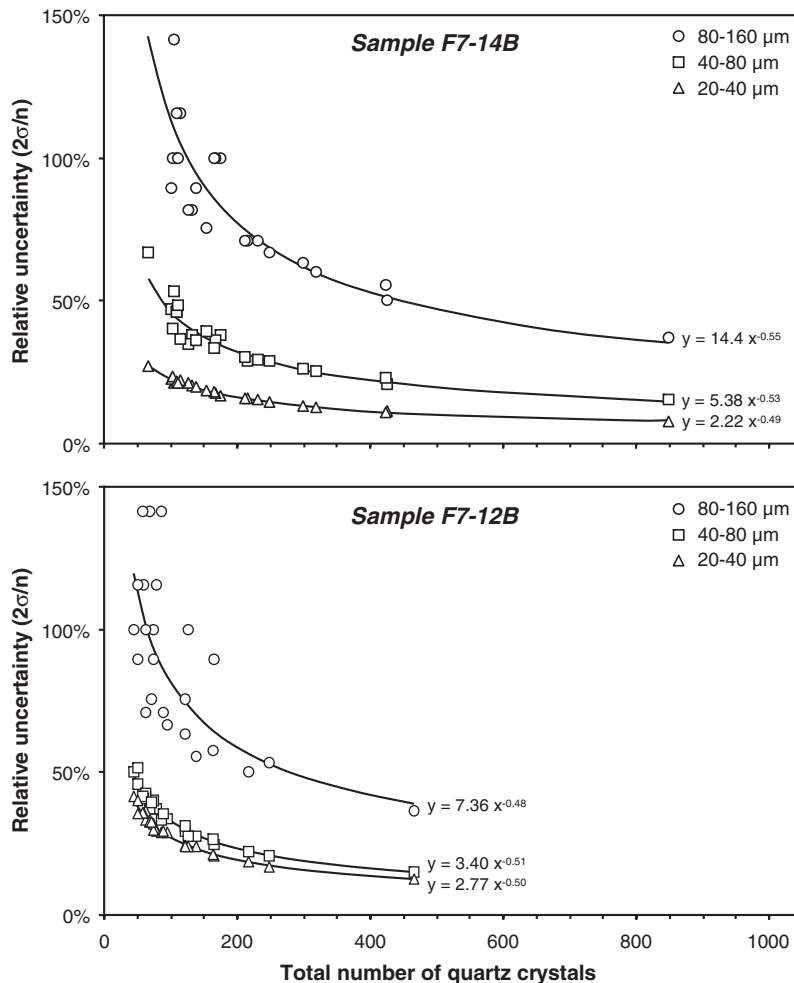 150%
Sample F7-14B
80-160 µm
40-80 µm
20-40 µm
100%
50%
0%
Relative uncertainty (2σ/n)
y = 14.4 x-0.55
y = 5.38 x-0.53
y = 2.22 x-0.49
150%
Sample F7-12B
80-160 µm
40-80 µm
20-40 µm
100%
50%
0%
Relative uncertainty (2σ/n)
y = 7.36 x-0.48
y = 3.40 x-0.51
y = 2.77 x-0.50
0 200 400 600 800 1000
Total number of quartz crystals